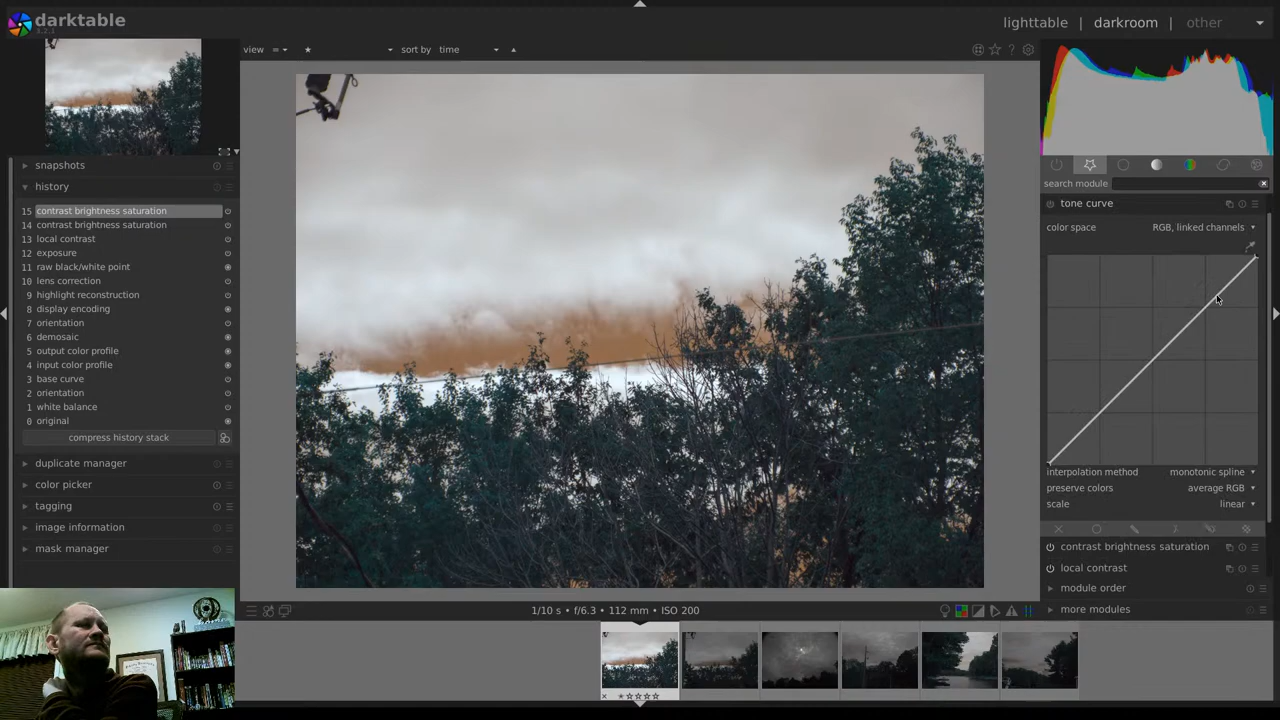 darktable
3.2.1
lighttable | darkroom | other
view
sort by time
snapshots
history
15 contrast brightness saturation
14 contrast brightness saturation
13 local contrast
12 exposure
11 raw black/white point
10 lens correction
9 highlight reconstruction
8 display encoding
7 orientation
6 demosaic
5 output color profile
4 input color profile
3 base curve
2 orientation
1 white balance
0 original
compress history stack
duplicate manager
color picker
tagging
image information
mask manager
1/10 s • f/6.3 • 112 mm • ISO 200
search module
tone curve
color space RGB, linked channels
interpolation method monotonic spline
preserve colors average RGB
scale linear
contrast brightness saturation
local contrast
module order
more modules